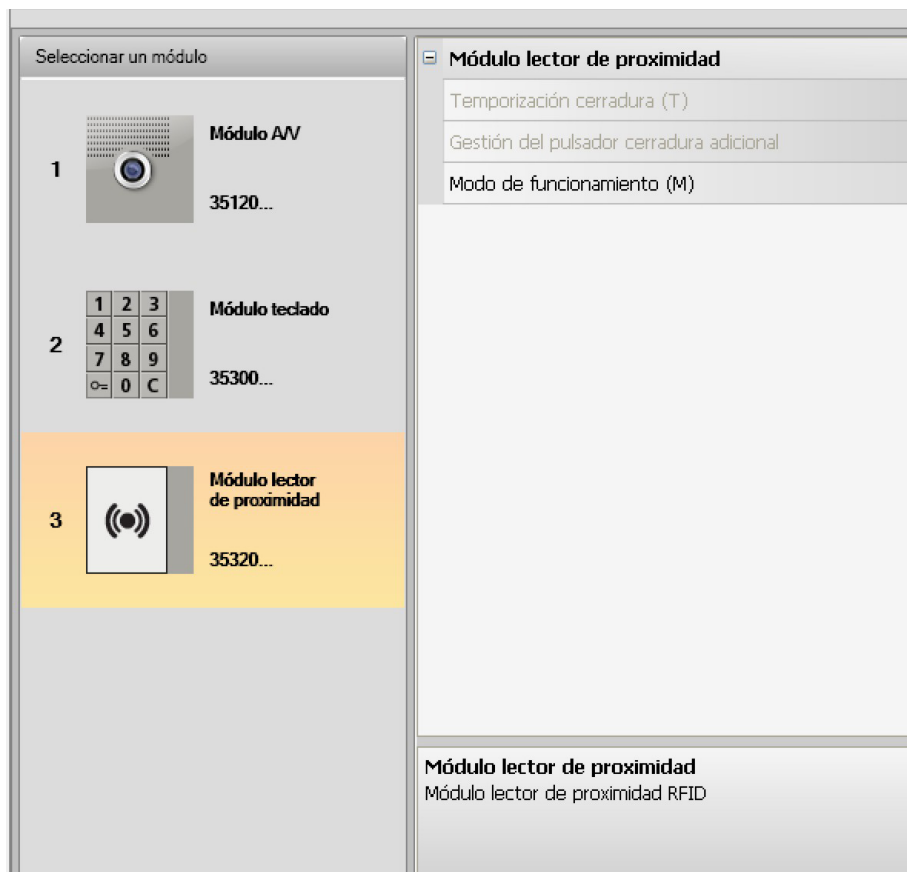 Seleccionar un módulo
1
Módulo A/V
35120...
2
1 2 3
4 5 6
7 8 9
0 C
Módulo teclado
35300...
3
Módulo lector
de proximidad
35320...
Módulo lector de proximidad
Temporización cerradura (T)
Gestión del pulsador cerradura adicional
Modo de funcionamiento (M)
Módulo lector de proximidad
Módulo lector de proximidad RFID